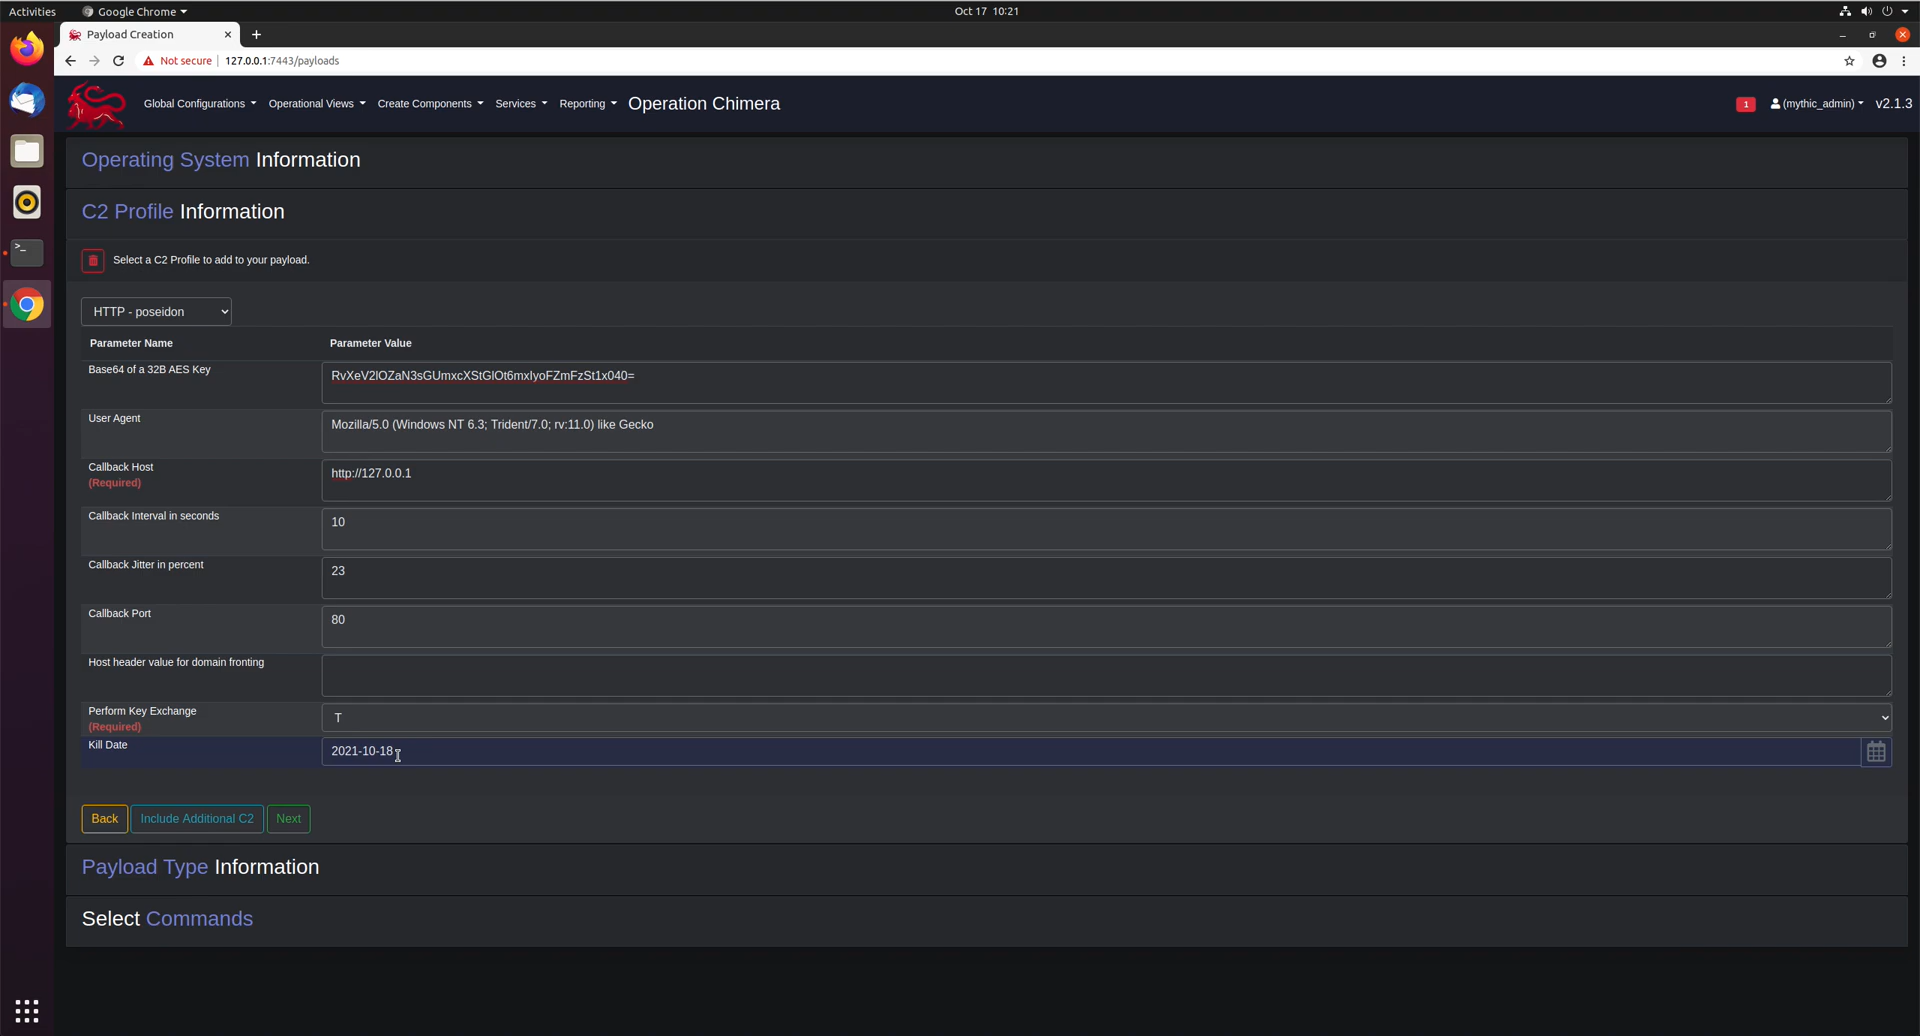 Activities Google Chrome Oct 17 10:21
Payload Creation
Not secure 127.0.0.1:7443/payloads
Global Configurations Operational Views Create Components Services Reporting Operation Chimera 1 (mythic_admin) v2.1.3
Operating System Information
C2 Profile Information
Select a C2 Profile to add to your payload.
HTTP - poseidon
Parameter Name Parameter Value
Base64 of a 32B AES Key RvXeV2lOZaN3sGUmxcXStGlOt6mxIyoFZmFzSt1x040=
User Agent Mozilla/5.0 (Windows NT 6.3; Trident/7.0; rv:11.0) like Gecko
Callback Host http://127.0.0.1
(Required)
Callback Interval in seconds 10
Callback Jitter in percent 23
Callback Port 80
Host header value for domain fronting
Perform Key Exchange T
(Required)
Kill Date 2021-10-18
Back Include Additional C2 Next
Payload Type Information
Select Commands